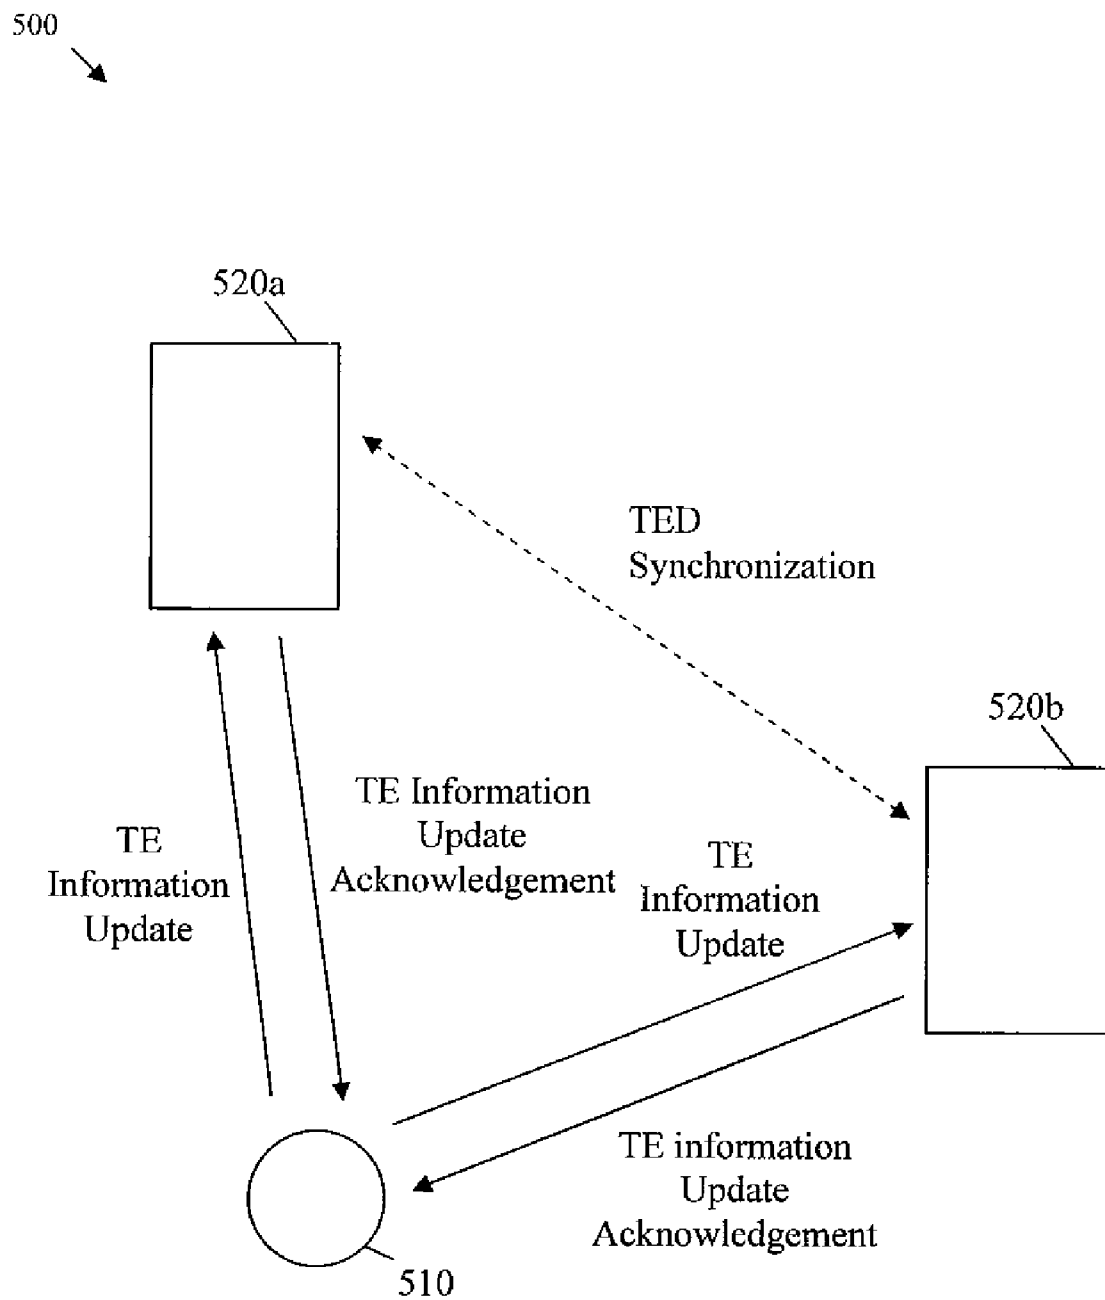 500
520a
TED
Synchronization
520b
TE Information
Update
Acknowledgement
TE
Information
Update
TE
Information
Update
TE information
Update
Acknowledgement
510